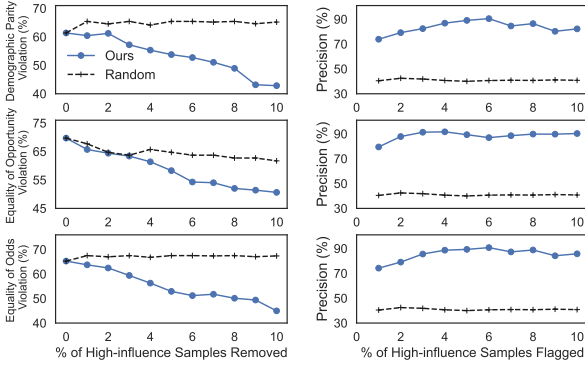 Demographic Parity
Violation (%)
70
60
50
40
Ours
Random
0 2 4 6 8 10
Precision (%)
90
70
50
30
0 2 4 6 8 10
Equality of Opportunity
Violation (%)
75
65
55
45
0 2 4 6 8 10
Precision (%)
90
70
50
30
0 2 4 6 8 10
Equality of Odds
Violation (%)
70
60
50
40
0 2 4 6 8 10
% of High-influence Samples Removed
Precision (%)
90
70
50
30
0 2 4 6 8 10
% of High-influence Samples Flagged